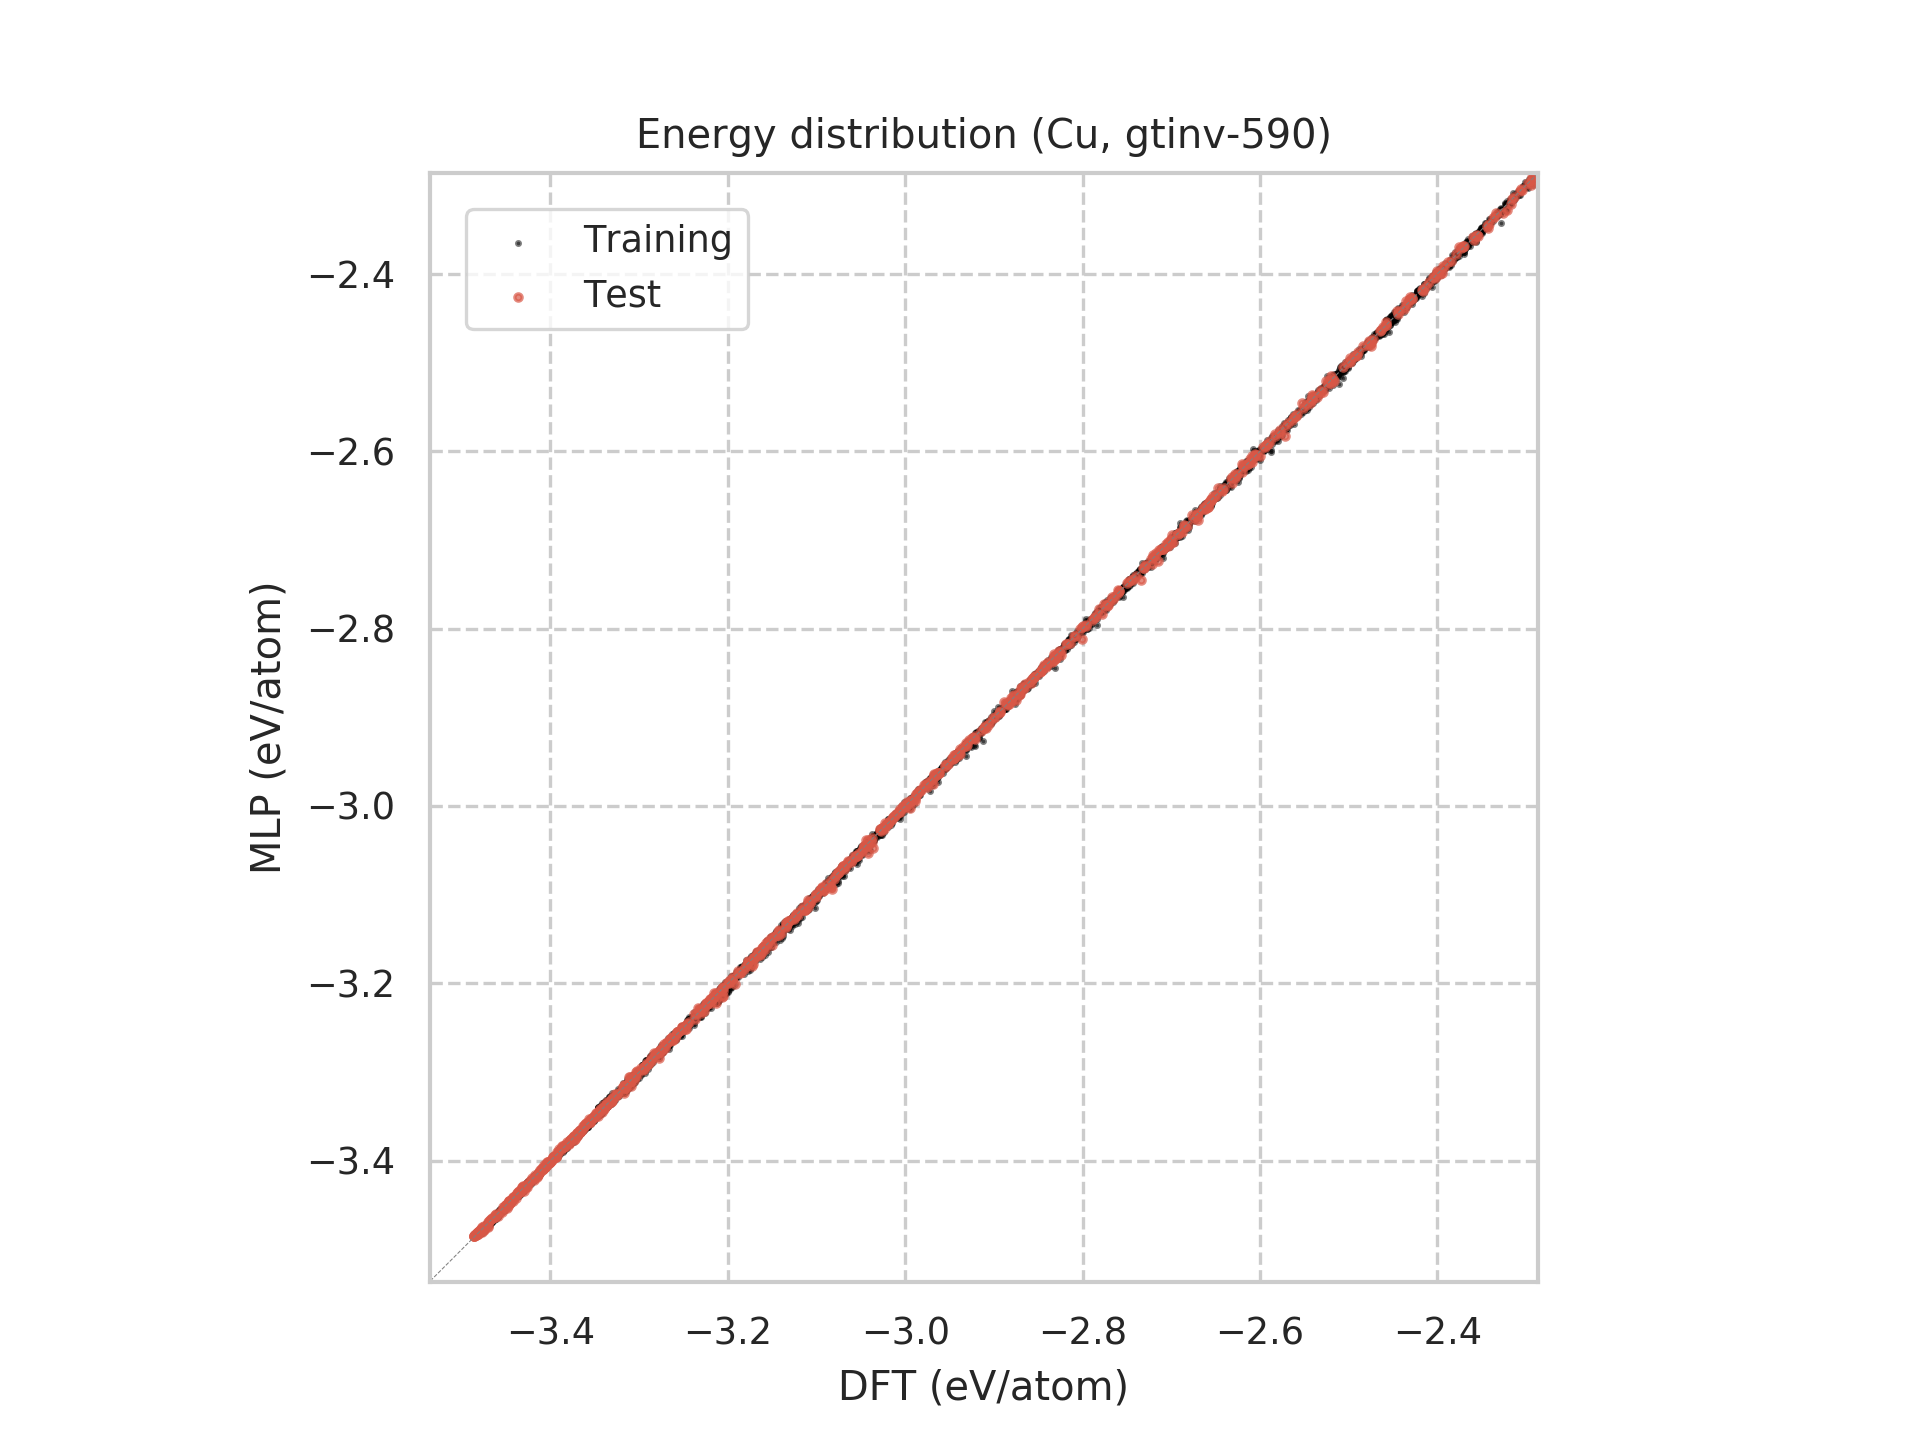 Energy distribution (Cu, gtinv-590)
Training
Test
−2.4
−2.6
−2.8
−3.0
−3.2
−3.4
MLP (eV/atom)
−3.4 −3.2 −3.0 −2.8 −2.6 −2.4
DFT (eV/atom)